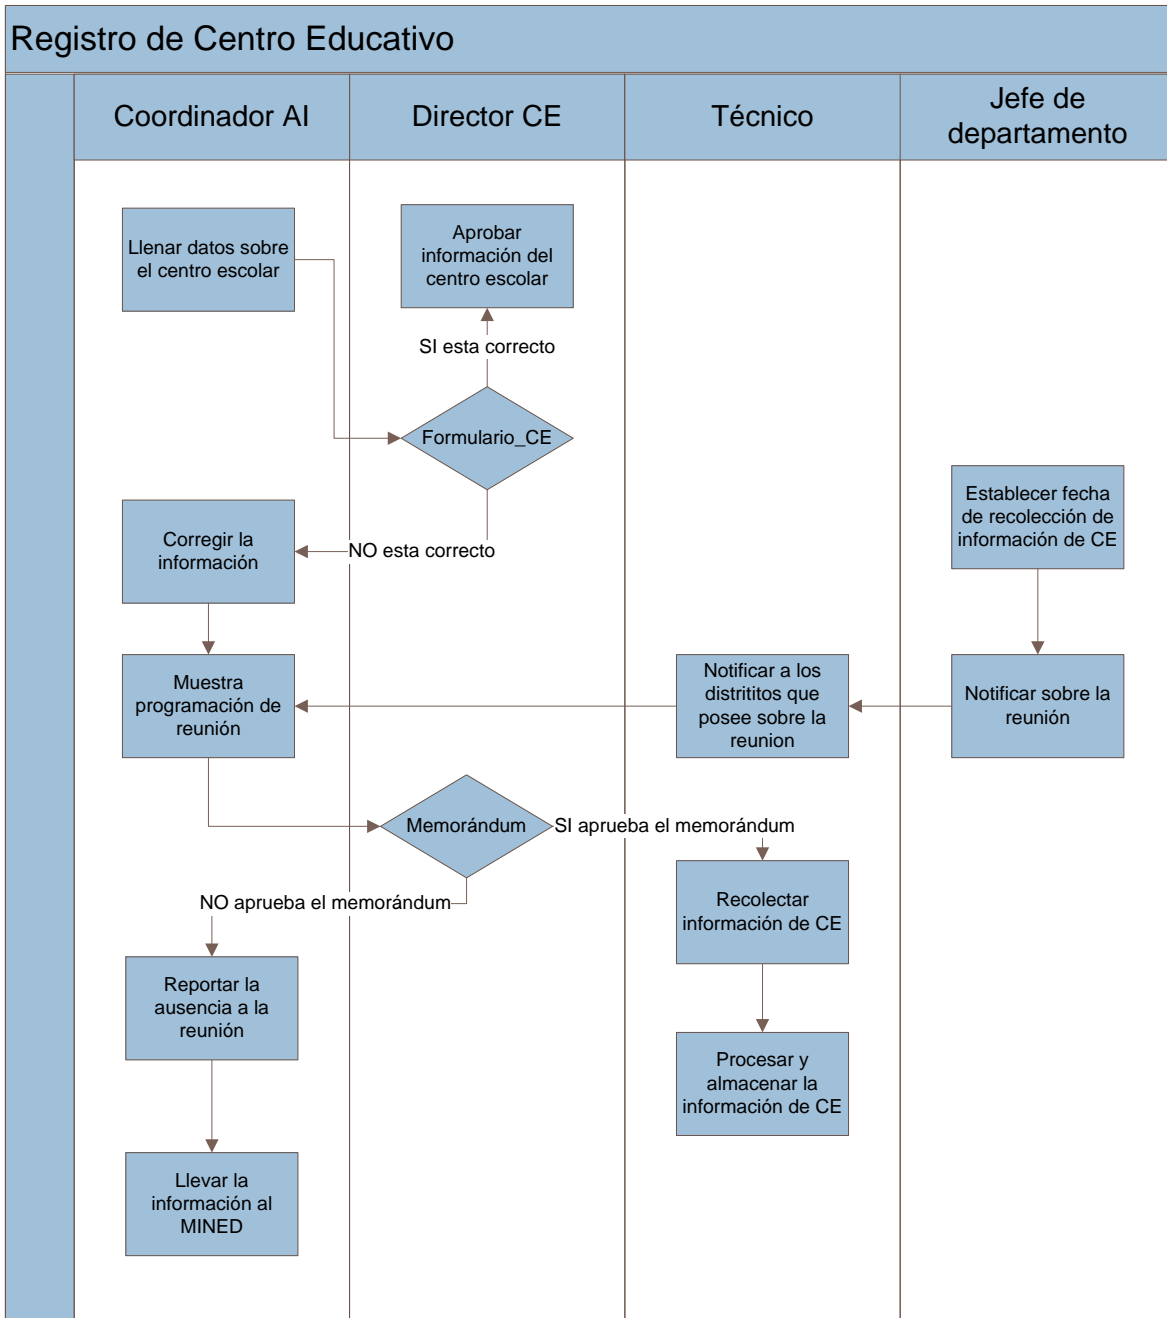 Registro de Centro Educativo
Coordinador AI
Director CE
Técnico
Jefe de
departamento
Llenar datos sobre
el centro escolar
Aprobar
información del
centro escolar
SI esta correcto
Formulario_CE
Establecer fecha
de recolección de
información de CE
Corregir la
información
NO esta correcto
Muestra
programación de
reunión
Notificar a los
distrititos que
posee sobre la
reunion
Notificar sobre la
reunión
Memorándum
SI aprueba el memorándum
NO aprueba el memorándum
Recolectar
información de CE
Reportar la
ausencia a la
reunión
Procesar y
almacenar la
información de CE
Llevar la
información al
MINED